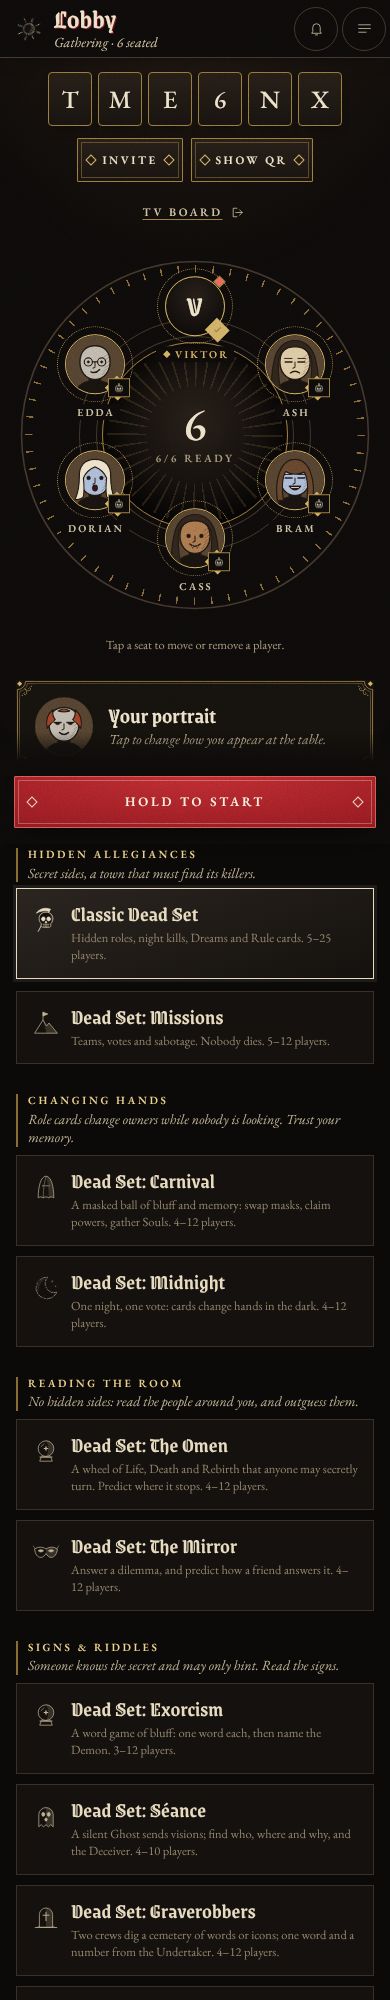 Lobby
Gathering · 6 seated
T M E 6 N X
INVITE
SHOW QR
TV BOARD
V
VIKTOR
EDDA
ASH
6
6/6 READY
DORIAN
BRAM
CASS
Tap a seat to move or remove a player.
Your portrait
Tap to change how you appear at the table.
HOLD TO START
HIDDEN ALLEGIANCES
Secret sides, a town that must find its killers.
Classic Dead Set
Hidden roles, night kills, Dreams and Rule cards. 5–25
players.
Dead Set: Missions
Teams, votes and sabotage. Nobody dies. 5–12 players.
CHANGING HANDS
Role cards change owners while nobody is looking. Trust your
memory.
Dead Set: Carnival
A masked ball of bluff and memory: swap masks, claim
powers, gather Souls. 4–12 players.
Dead Set: Midnight
One night, one vote: cards change hands in the dark. 4–12
players.
READING THE ROOM
No hidden sides: read the people around you, and outguess them.
Dead Set: The Omen
A wheel of Life, Death and Rebirth that anyone may secretly
turn. Predict where it stops. 4–12 players.
Dead Set: The Mirror
Answer a dilemma, and predict how a friend answers it. 4–
12 players.
SIGNS & RIDDLES
Someone knows the secret and may only hint. Read the signs.
Dead Set: Exorcism
A word game of bluff: one word each, then name the
Demon. 3–12 players.
Dead Set: Séance
A silent Ghost sends visions; find who, where and why, and
the Deceiver. 4–10 players.
Dead Set: Graverobbers
Two crews dig a cemetery of words or icons; one word and a
number from the Undertaker. 4–12 players.